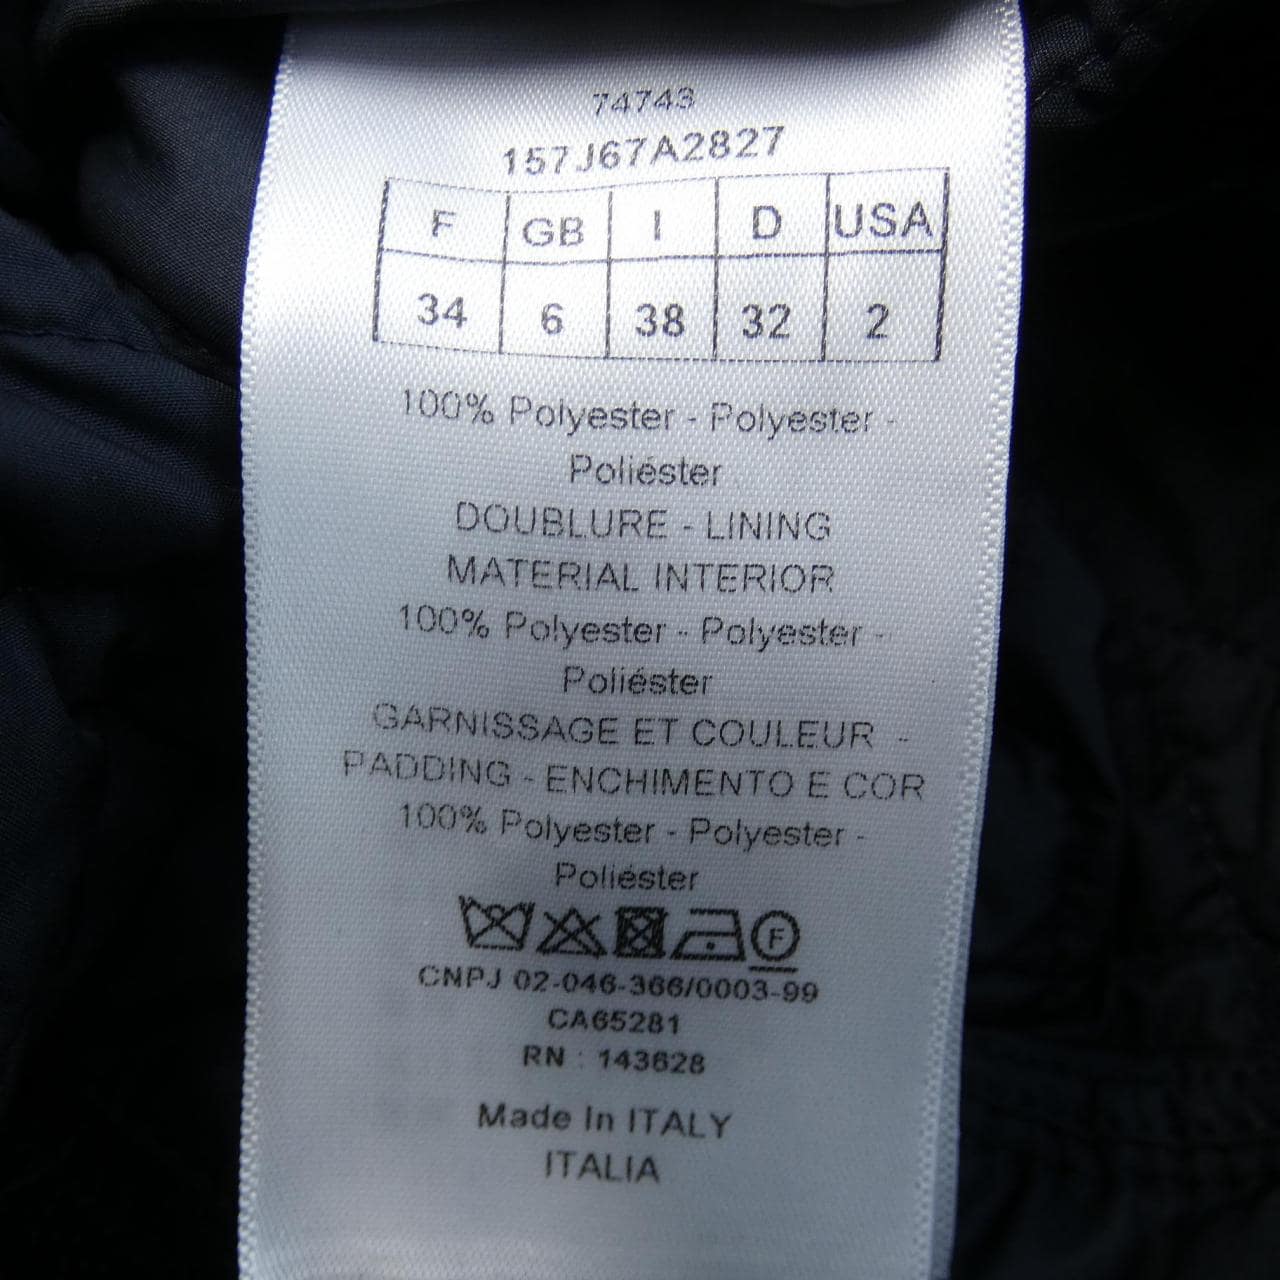 74743
157J67A2827
F GB I D USA
34 6 38 32 2
100% Polyester - Polyester -
Poliéster
DOUBLURE - LINING
MATERIAL INTERIOR
100% Polyester - Polyester -
Poliéster
GARNISSAGE ET COULEUR -
PADDING - ENCHIMENTO E COR
100% Polyester - Polyester -
Poliéster
F
CNPJ 02-046-366/0003-99
CA65281
RN : 143628
Made In ITALY
ITALIA